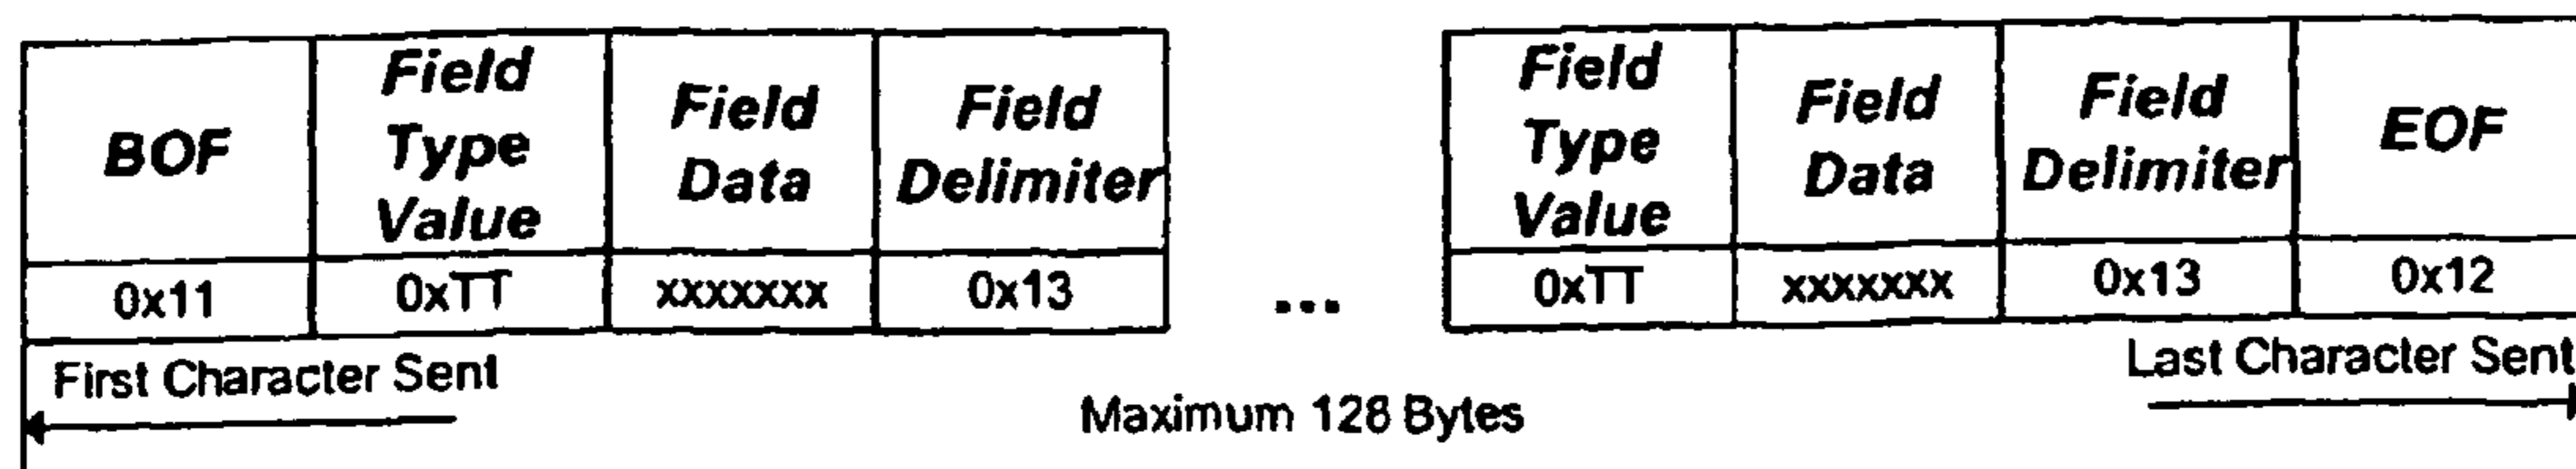 BOF
Field
Type
Value
Field
Data
Field
Delimiter
Field
Type
Value
Field
Data
Field
Delimiter
EOF
0x11
0xTT
xxxxxxx
0x13
...
0xTT
xxxxxxx
0x13
0x12
First Character Sent
Maximum 128 Bytes
Last Character Sent